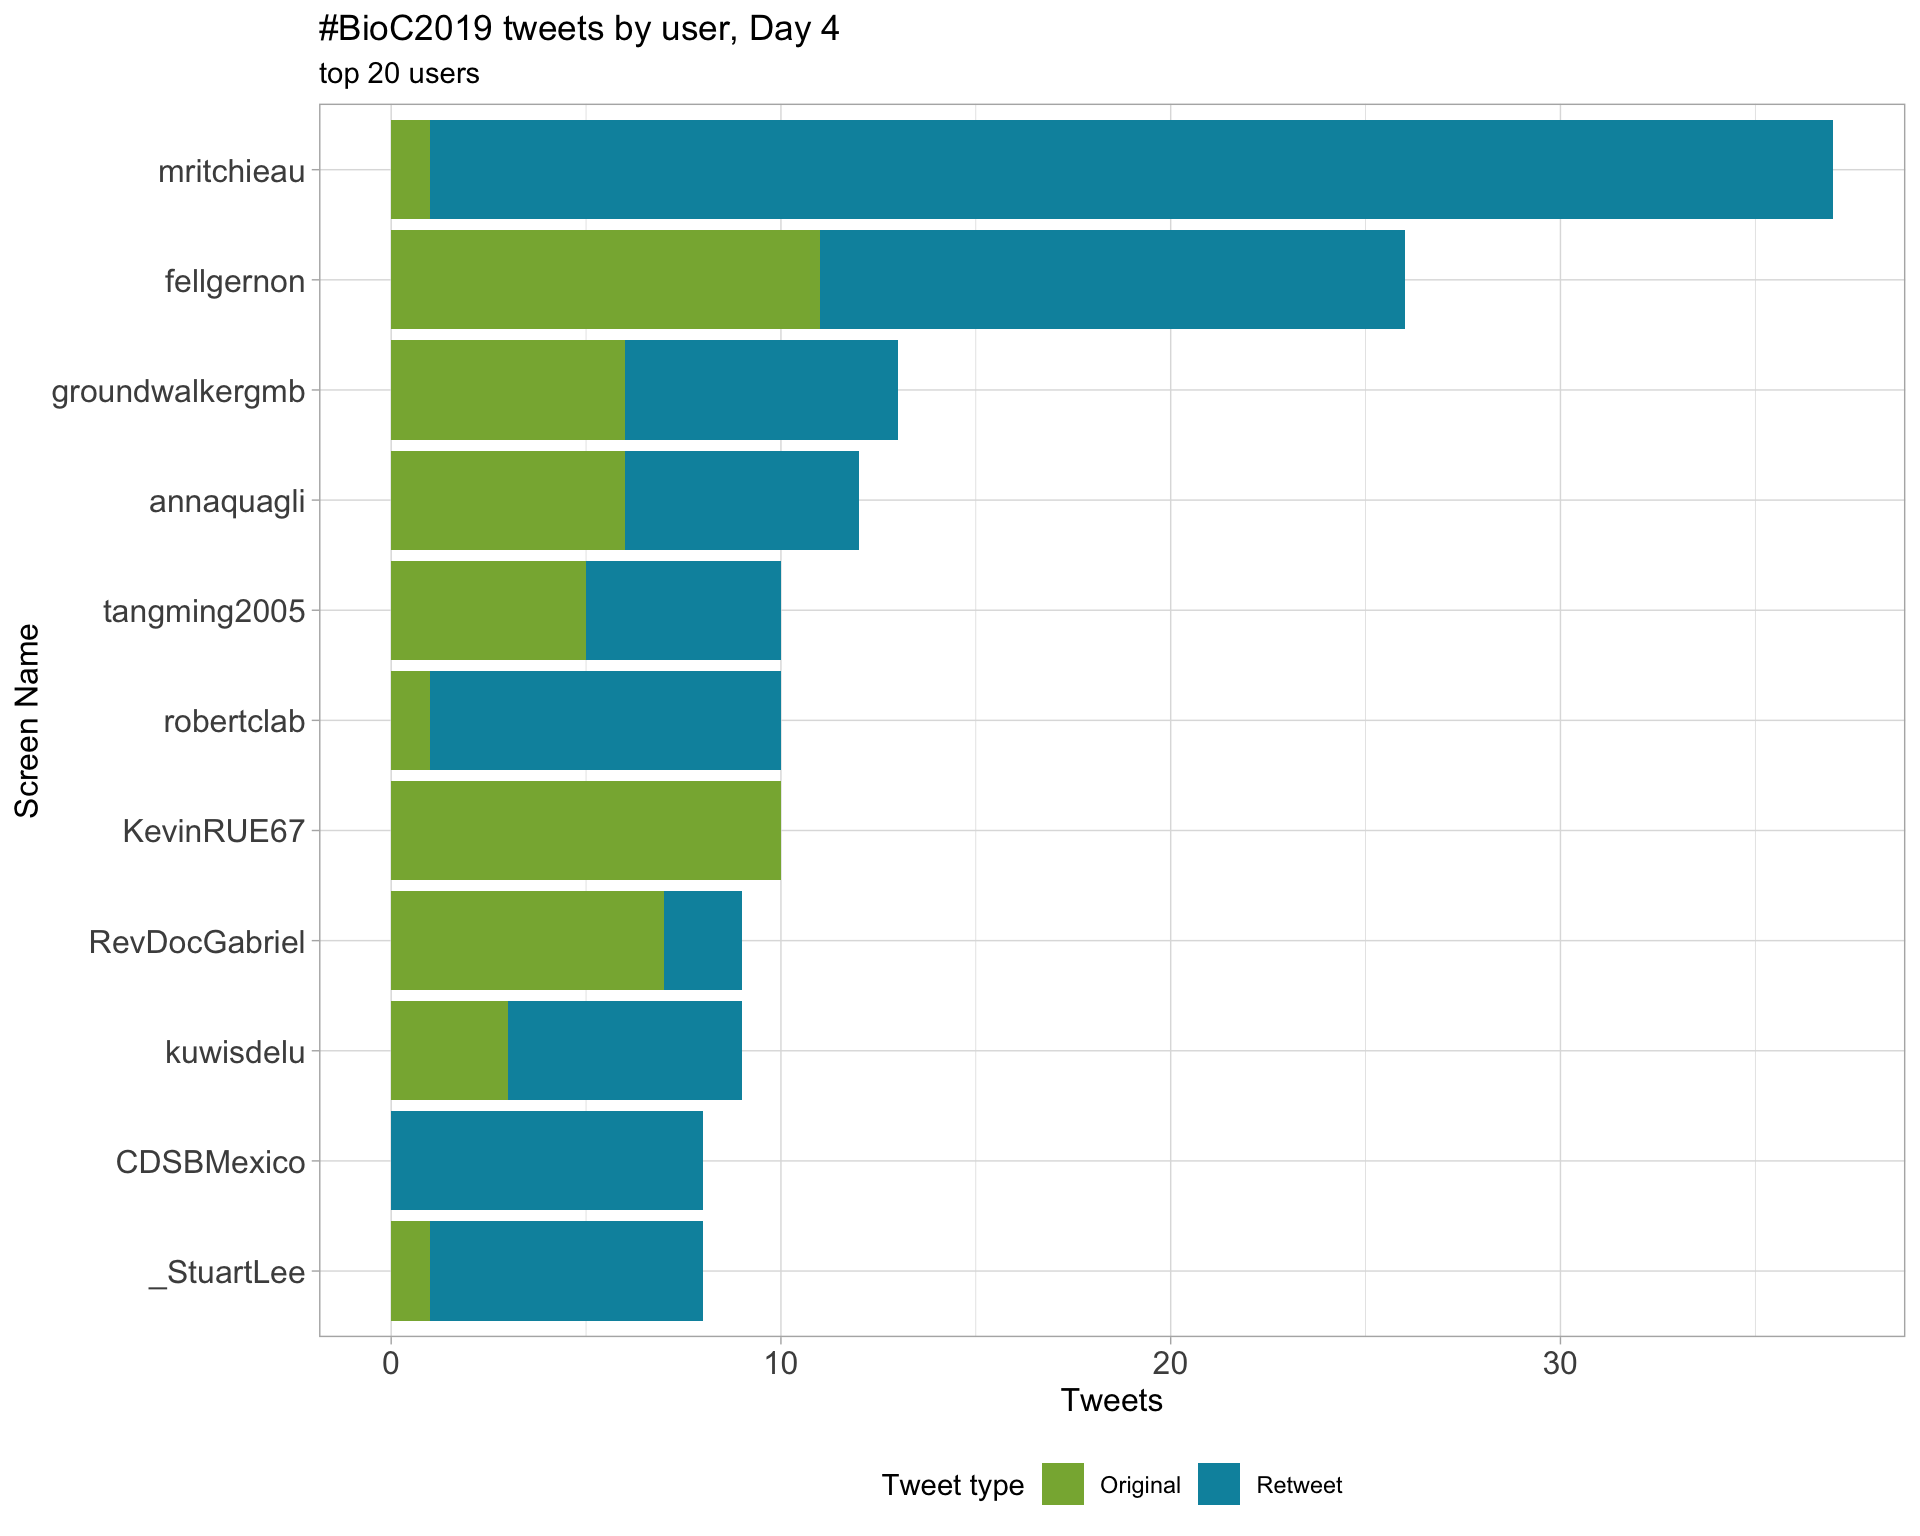 #BioC2019 tweets by user, Day 4
top 20 users
Screen Name
mritchieau
fellgernon
groundwalkergmb
annaquagli
tangming2005
robertclab
KevinRUE67
RevDocGabriel
kuwisdelu
CDSBMexico
_StuartLee
0 10 20 30
Tweets
Tweet type Original Retweet